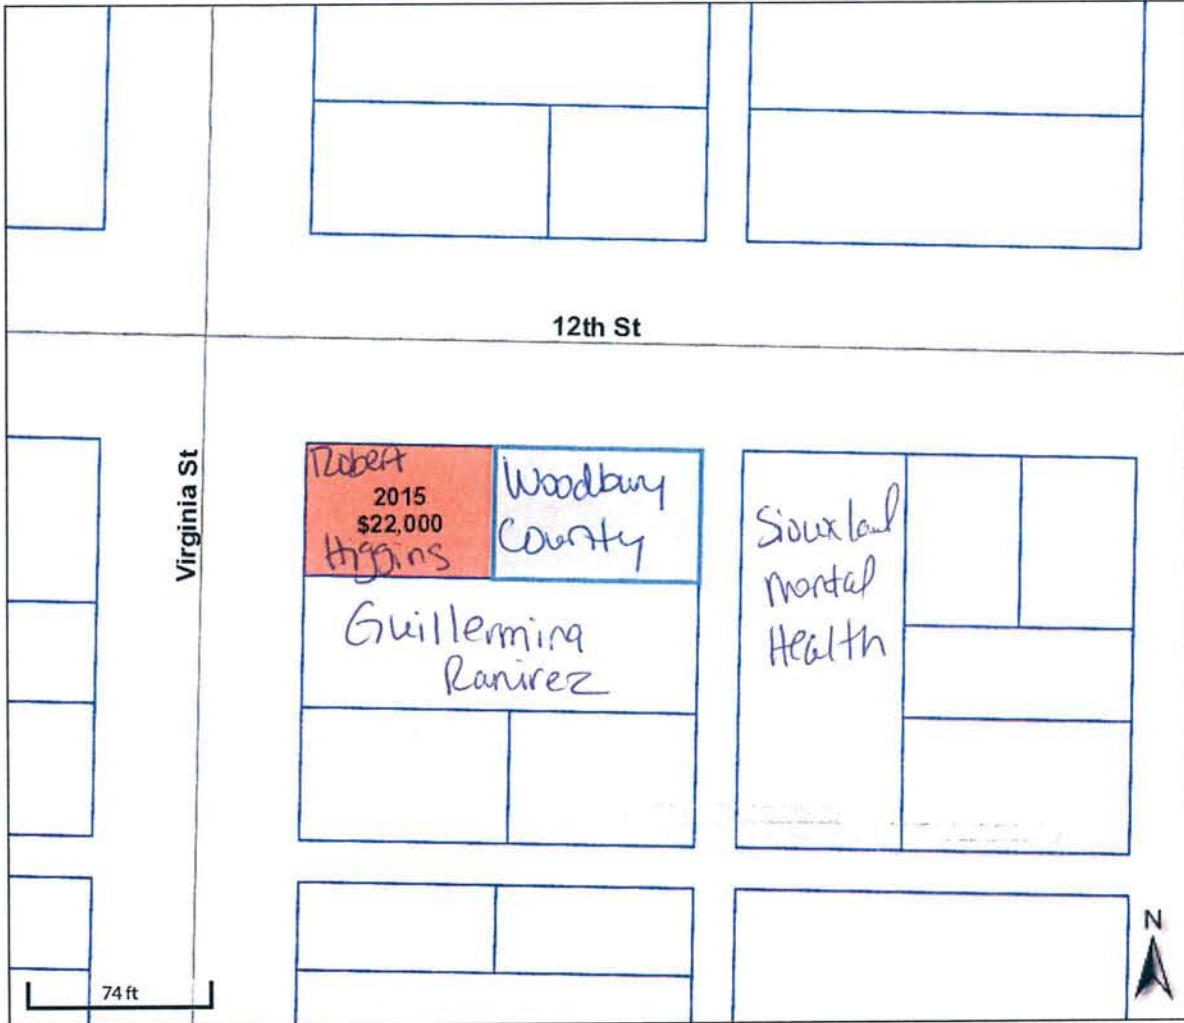 12th St
Virginia St
Robert
2015
$22,000
Higgins
Woodbury
County
Guillermina
Ramirez
Siouxland
Mental
Health
N
74 ft